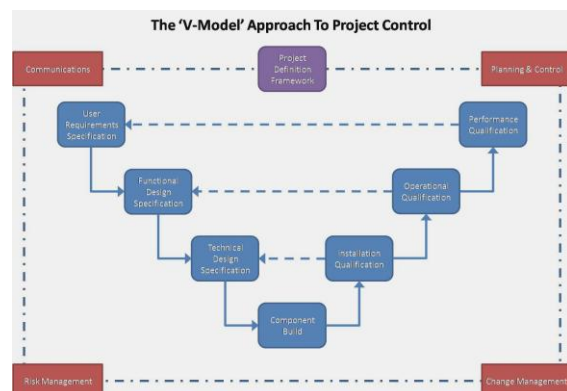 The 'V-Model' Approach To Project Control
Communications
Project
Definition
Framework
Planning & Control
User
Requirements
Specification
Performance
Qualification
Functional
Design
Specification
Operational
Qualification
Technical
Design
Specification
Installation
Qualification
Component
Build
Risk Management
Change Management